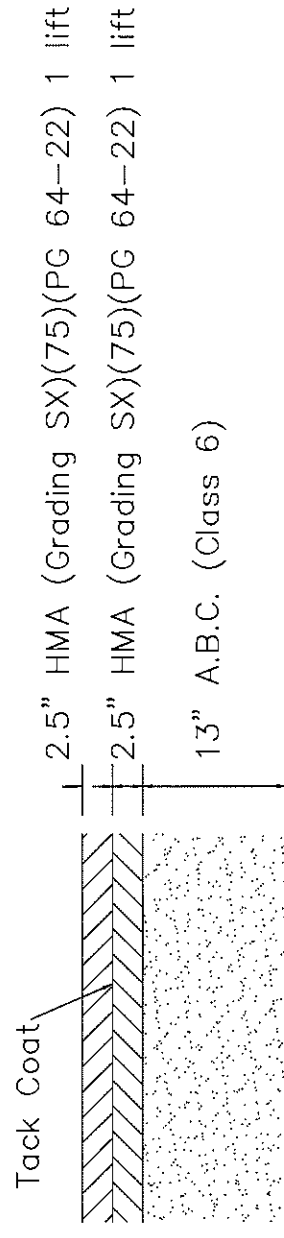 Tack Coat
2.5” HMA (Grading SX)(75)(PG 64–22) 1 lift
2.5” HMA (Grading SX)(75)(PG 64–22) 1 lift
13” A.B.C. (Class 6)